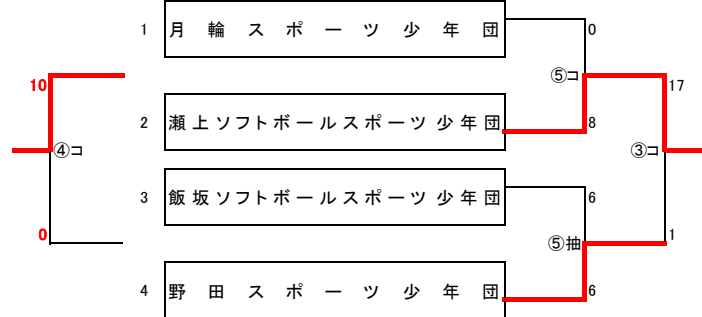 1 月輪スポーツ少年団 0
10 ⑤コ 17
2 瀬上ソフトボールスポーツ少年団 8
④コ ③コ
3 飯坂ソフトボールスポーツ少年団 6
0 ⑤抽 1
4 野田スポーツ少年団 6